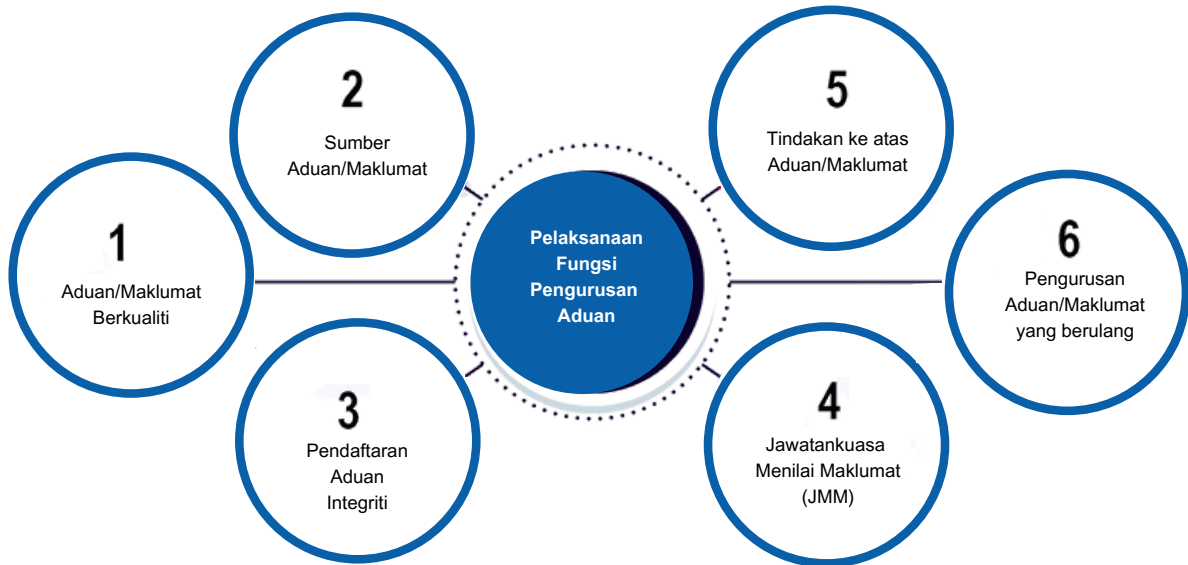 1
Aduan/Maklumat
Berkualiti
2
Sumber
Aduan/Maklumat
3
Pendaftaran
Aduan
Integriti
Pelaksanaan
Fungsi
Pengurusan
Aduan
4
Jawatankuasa
Menilai Maklumat
(JMM)
5
Tindakan ke atas
Aduan/Maklumat
6
Pengurusan
Aduan/Maklumat
yang berulang